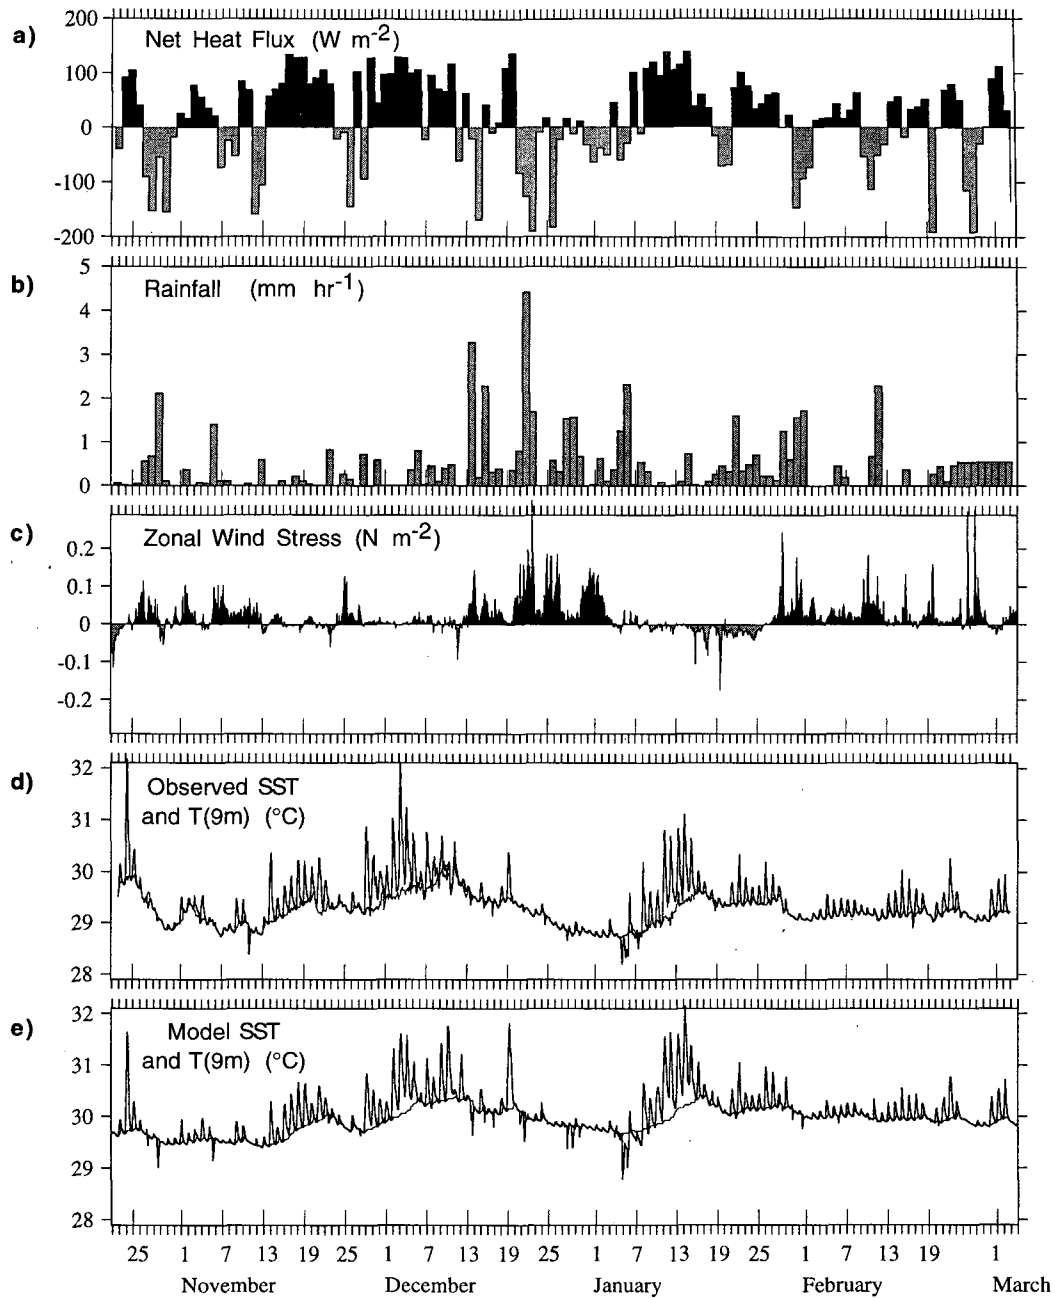 a)
Net Heat Flux (W m-2)
200
100
0
-100
-200
b)
Rainfall (mm hr-1)
5
4
3
2
1
0
c)
Zonal Wind Stress (N m-2)
0.2
0.1
0
-0.1
-0.2
d)
Observed SST
and T(9m) (°C)
32
31
30
29
28
e)
Model SST
and T(9m) (°C)
32
31
30
29
28
25 1 7 13 19 25 1 7 13 19 25 1 7 13 19 25 1 7 13 19 1
November December January February March